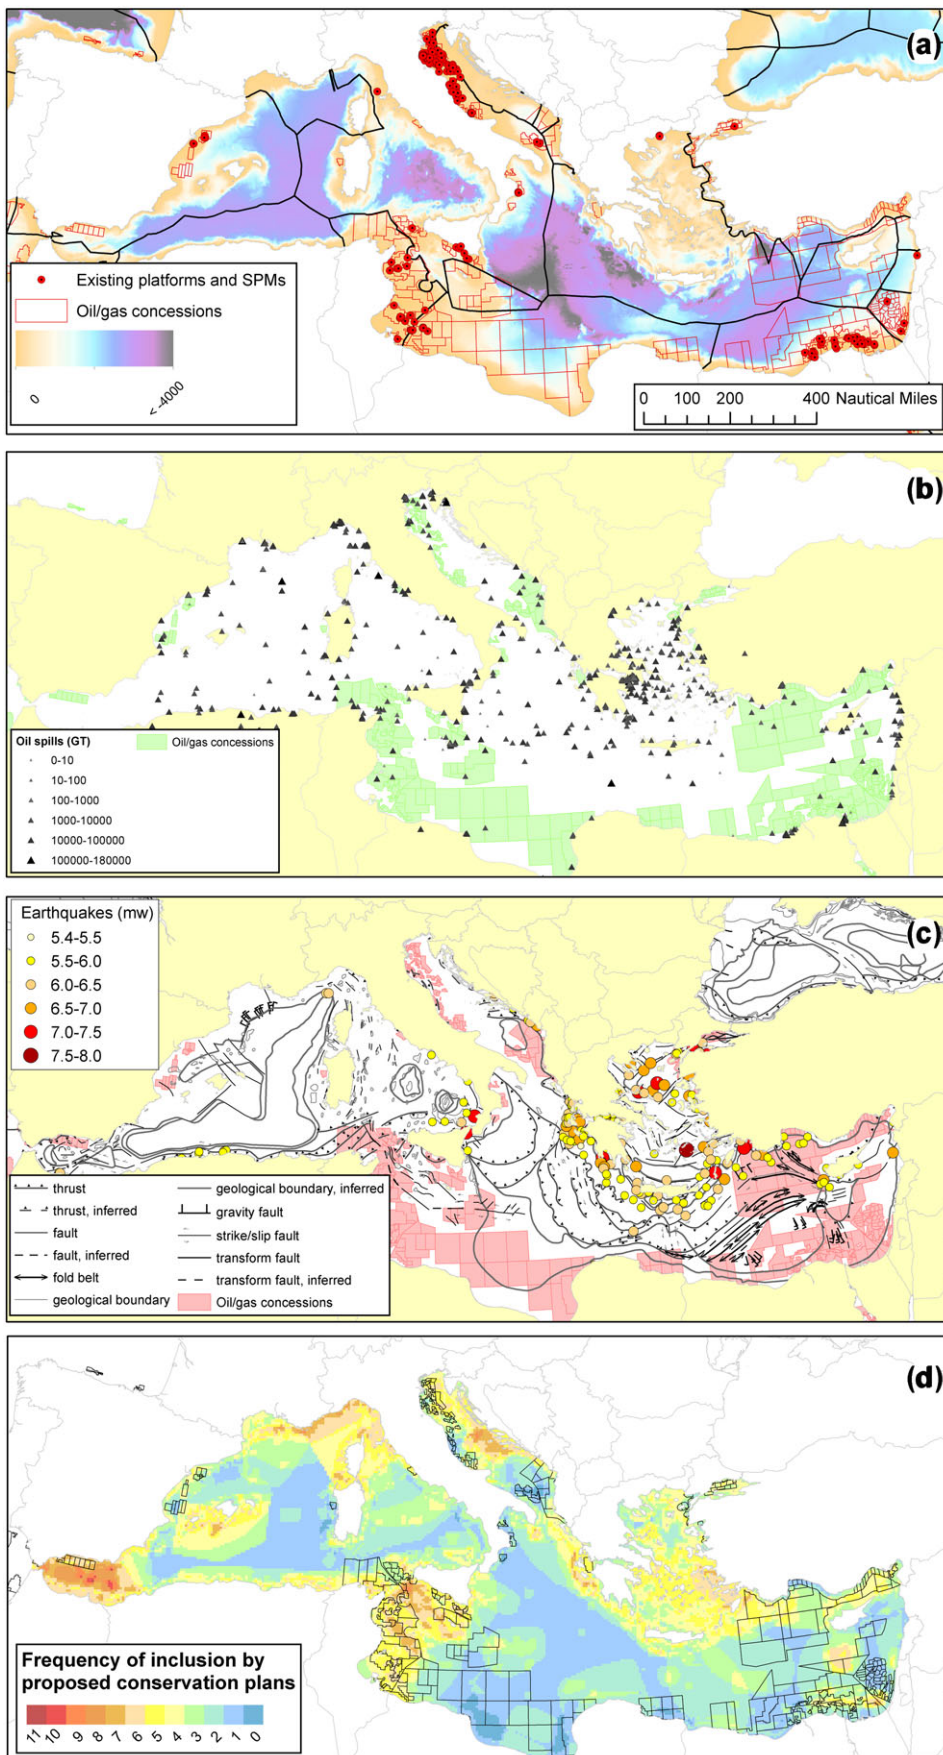 (a)
Existing platforms and SPMs
Oil/gas concessions
0
< -4000
0 100 200 400 Nautical Miles
(b)
Oil spills (GT)
Oil/gas concessions
0-10
10-100
100-1000
1000-10000
10000-100000
100000-180000
(c)
Earthquakes (mw)
5.4-5.5
5.5-6.0
6.0-6.5
6.5-7.0
7.0-7.5
7.5-8.0
thrust
thrust, inferred
fault
fault, inferred
fold belt
geological boundary
geological boundary, inferred
gravity fault
strike/slip fault
transform fault
transform fault, inferred
Oil/gas concessions
(d)
Frequency of inclusion by
proposed conservation plans
11 10 9 8 7 6 5 4 3 2 1 0